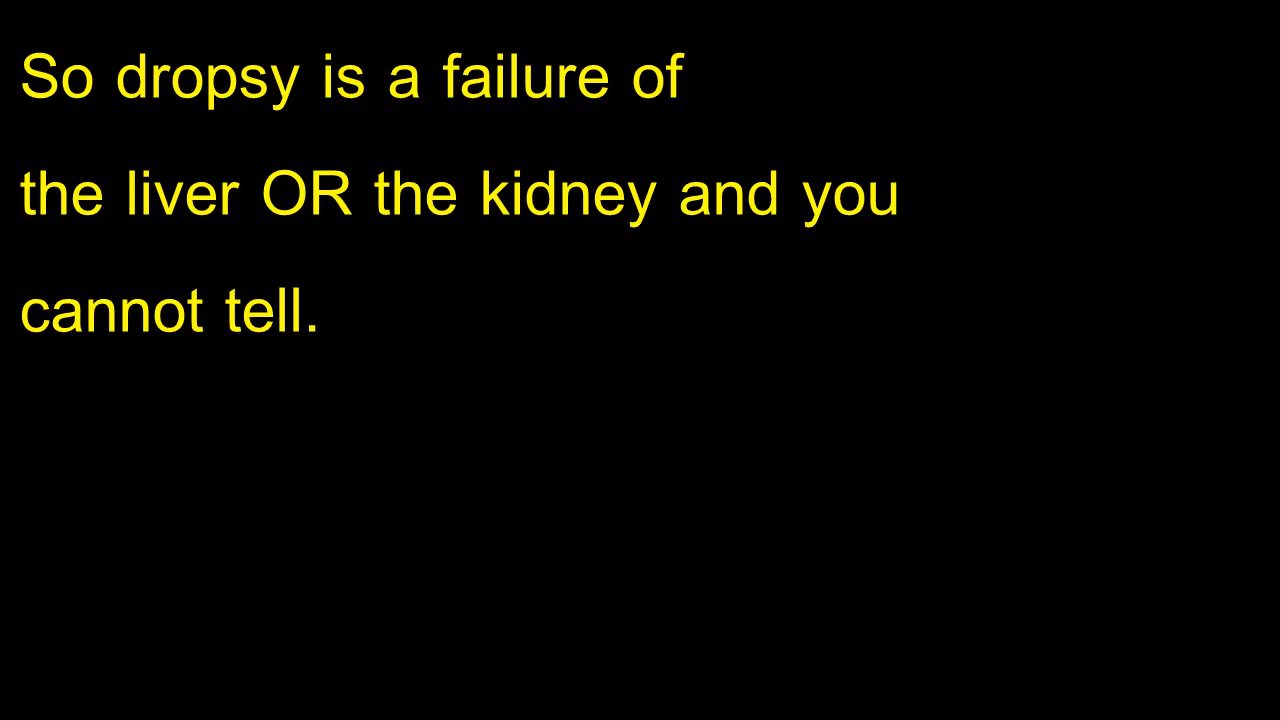 So dropsy is a failure of
the liver OR the kidney and you
cannot tell.